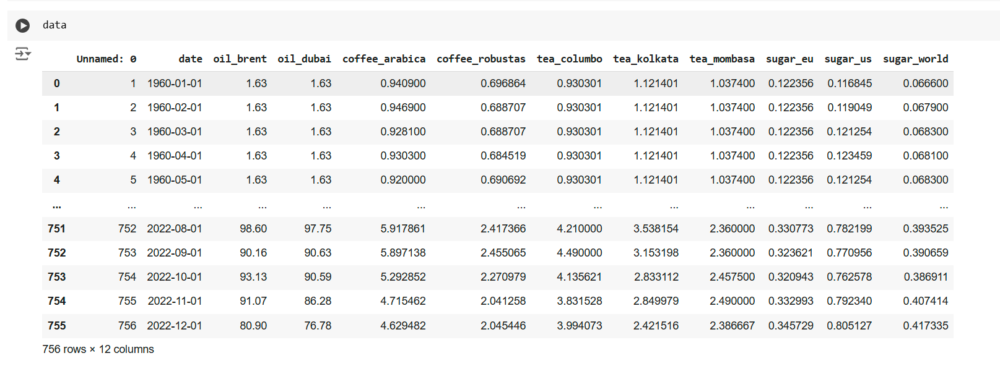 data
Unnamed: 0 date oil_brent oil_dubai coffee_arabica coffee_robustas tea_columbo tea_kolkata tea_mombasa sugar_eu sugar_us sugar_world
0 1 1960-01-01 1.63 1.63 0.940900 0.696864 0.930301 1.121401 1.037400 0.122356 0.116845 0.066600
1 2 1960-02-01 1.63 1.63 0.946900 0.688707 0.930301 1.121401 1.037400 0.122356 0.119049 0.067900
2 3 1960-03-01 1.63 1.63 0.928100 0.688707 0.930301 1.121401 1.037400 0.122356 0.121254 0.068300
3 4 1960-04-01 1.63 1.63 0.930300 0.684519 0.930301 1.121401 1.037400 0.122356 0.123459 0.068100
4 5 1960-05-01 1.63 1.63 0.920000 0.690692 0.930301 1.121401 1.037400 0.122356 0.121254 0.068300
... ... ... ... ... ... ... ... ... ... ... ... ...
751 752 2022-08-01 98.60 97.75 5.917861 2.417366 4.210000 3.538154 2.360000 0.330773 0.782199 0.393525
752 753 2022-09-01 90.16 90.63 5.897138 2.455065 4.490000 3.153198 2.360000 0.323621 0.770956 0.390659
753 754 2022-10-01 93.13 90.59 5.292852 2.270979 4.135621 2.833112 2.457500 0.320943 0.762578 0.386911
754 755 2022-11-01 91.07 86.28 4.715462 2.041258 3.831528 2.849979 2.490000 0.332993 0.792340 0.407414
755 756 2022-12-01 80.90 76.78 4.629482 2.045446 3.994073 2.421516 2.386667 0.345729 0.805127 0.417335
756 rows × 12 columns